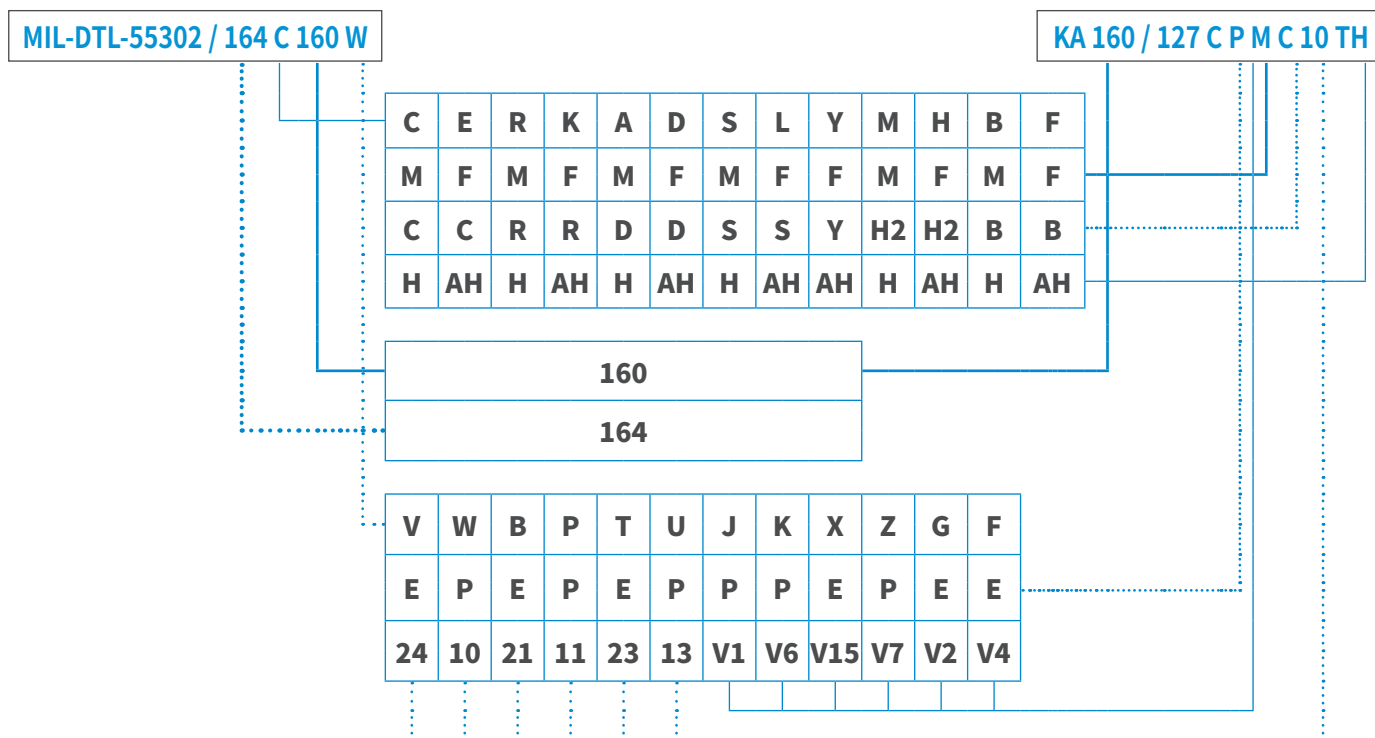 MIL-DTL-55302 / 164 C 160 W
KA 160 / 127 C P M C 10 TH
C E R K A D S L Y M H B F
M F M F M F M F F M F M F
C C R R D D S S Y H2 H2 B B
H AH H AH H AH H AH AH H AH H AH
160
164
V W B P T U J K X Z G F
E P E P E P P P E P E E
24 10 21 11 23 13 V1 V6 V15 V7 V2 V4